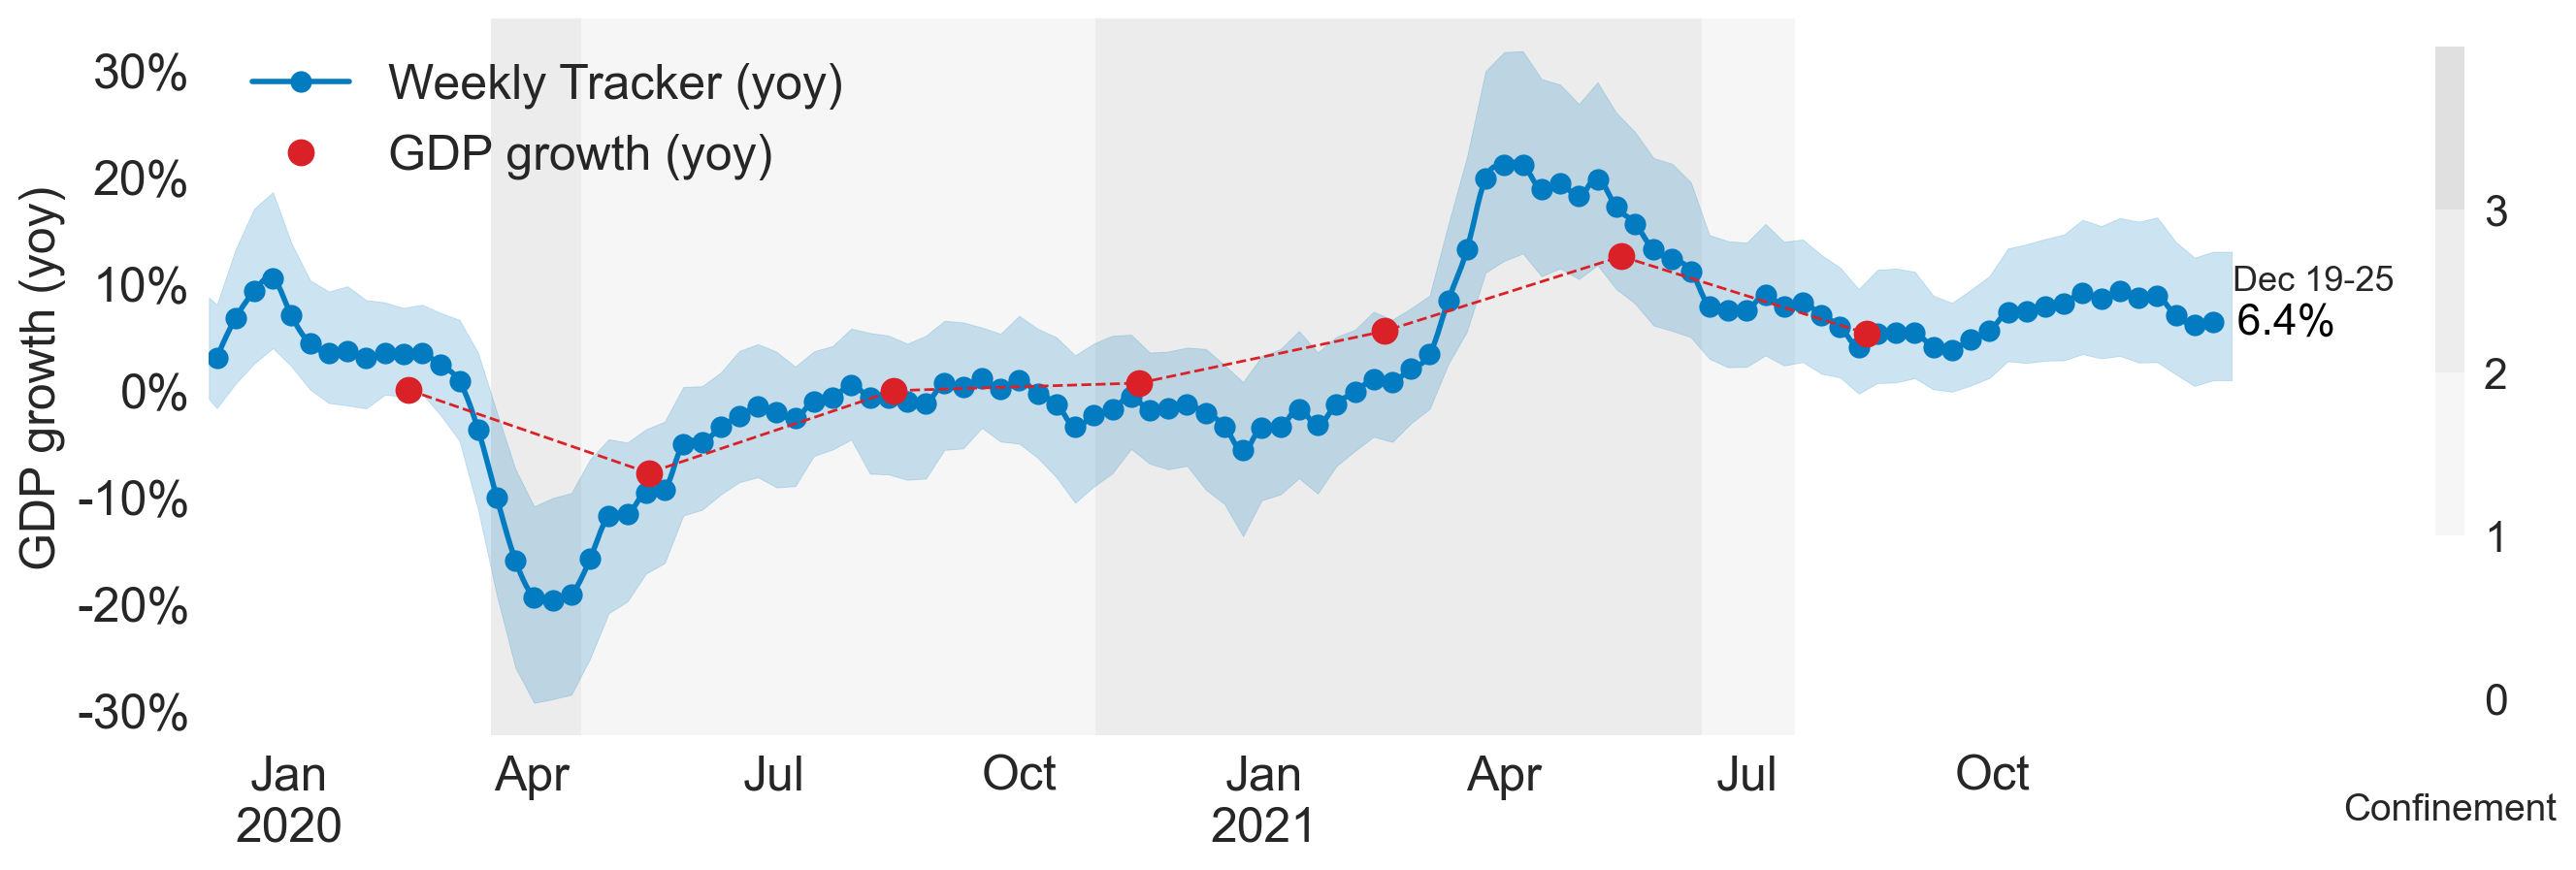 Weekly Tracker (yoy)
GDP growth (yoy)
GDP growth (yoy)
30%
20%
10%
0%
-10%
-20%
-30%
Jan
2020
Apr
Jul
Oct
Jan
2021
Apr
Jul
Oct
Dec 19-25
6.4%
3
2
1
0
Confinement